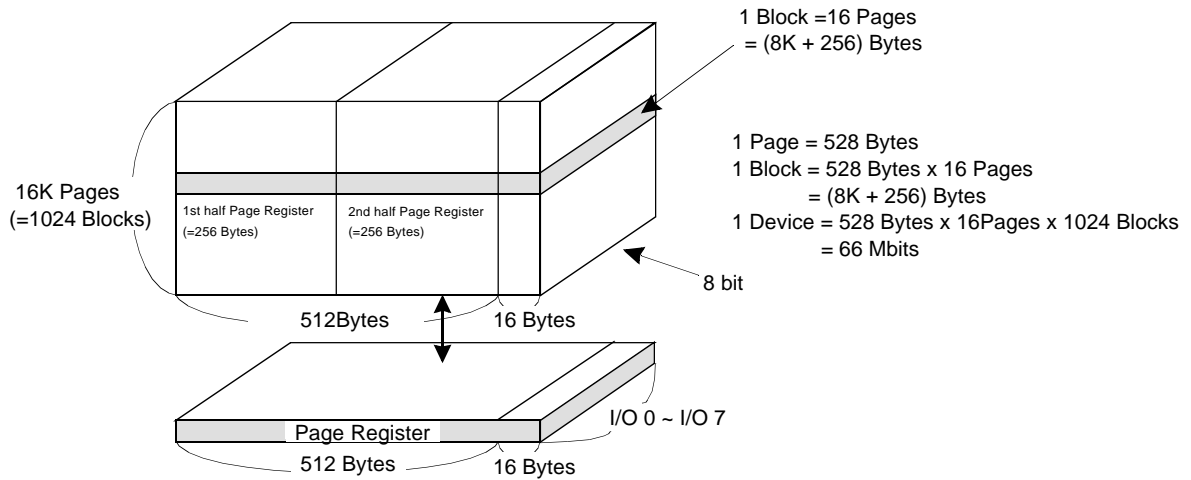 1 Block =16 Pages
= (8K + 256) Bytes
1 Page = 528 Bytes
1 Block = 528 Bytes x 16 Pages
= (8K + 256) Bytes
1 Device = 528 Bytes x 16Pages x 1024 Blocks
= 66 Mbits
16K Pages
(=1024 Blocks)
1st half Page Register
(=256 Bytes)
2nd half Page Register
(=256 Bytes)
8 bit
512Bytes
16 Bytes
I/O 0 ~ I/O 7
Page Register
512 Bytes
16 Bytes